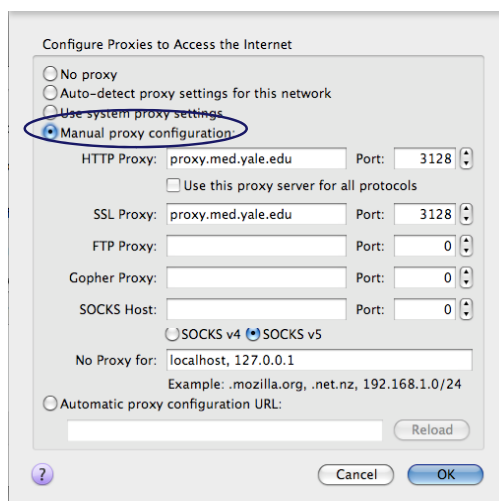 Configure Proxies to Access the Internet
No proxy
Auto-detect proxy settings for this network
Use system proxy settings
Manual proxy configuration:
HTTP Proxy: proxy.med.yale.edu Port: 3128
Use this proxy server for all protocols
SSL Proxy: proxy.med.yale.edu Port: 3128
FTP Proxy: Port: 0
Gopher Proxy: Port: 0
SOCKS Host: Port: 0
SOCKS v4 SOCKS v5
No Proxy for: localhost, 127.0.0.1
Example: .mozilla.org, .net.nz, 192.168.1.0/24
Automatic proxy configuration URL:
Reload
? Cancel OK